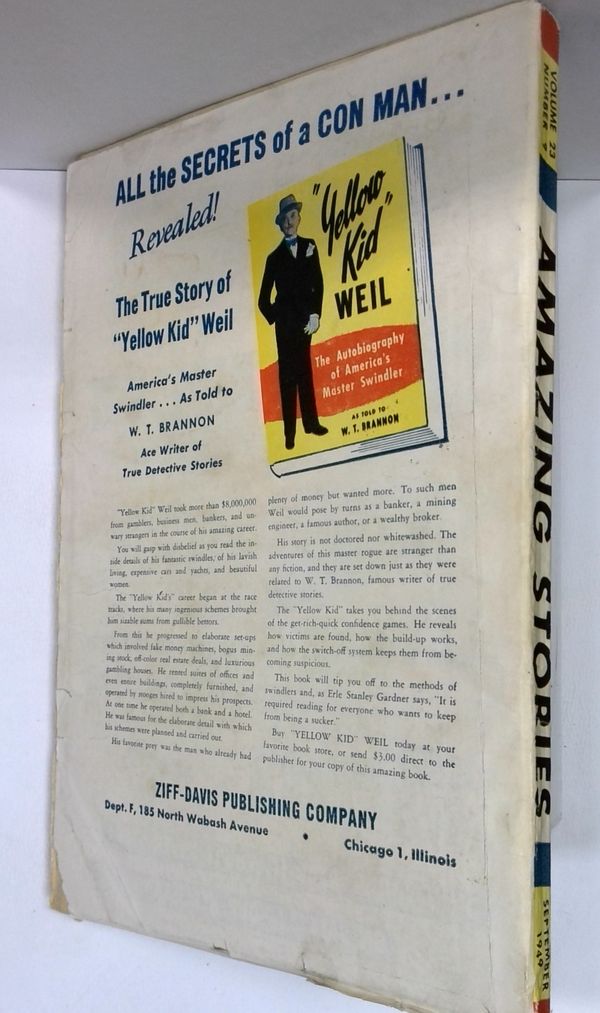 ALL the SECRETS of a CON MAN...
Revealed!
The True Story of
"Yellow Kid" Weil
America's Master
Swindler . . . As Told to
W. T. BRANNON
Ace Writer of
True Detective Stories
"Yellow
Kid"
WEIL
The Autobiography
of America's
Master Swindler
AS TOLD TO
W. T. BRANNON
"Yellow Kid" Weil took more than $8,000,000
from gamblers, business men, bankers, and un-
wary strangers in the course of his amazing career.
You will gasp with disbelief as you read the in-
side details of his fantastic swindles, of his lavish
living, expensive cars and yachts, and beautiful
women.
The "Yellow Kid's" career began at the race
tracks, where his many ingenious schemes brought
him sizable sums from gullible bettors.
From this he progressed to elaborate set-ups
which involved fake money machines, bogus min-
ing stock, off-color real estate deals, and luxurious
gambling houses. He rented suites of offices and
even entire buildings, completely furnished, and
operated by stooges hired to impress his prospects.
At one time he operated both a bank and a hotel.
He was famous for the elaborate detail with which
his schemes were planned and carried out.
His favorite prey was the man who already had
plenty of money but wanted more. To such men
Weil would pose by turns as a banker, a mining
engineer, a famous author, or a wealthy broker.
His story is not doctored nor whitewashed. The
adventures of this master rogue are stranger than
any fiction, and they are set down just as they were
related to W. T. Brannon, famous writer of true
detective stories.
The "Yellow Kid" takes you behind the scenes
of the get-rich-quick confidence games. He reveals
how victims are found, how the build-up works,
and how the switch-off system keeps them from be-
coming suspicious.
This book will tip you off to the methods of
swindlers and, as Erle Stanley Gardner says, "It is
required reading for everyone who wants to keep
from being a sucker."
Buy "YELLOW KID" WEIL today at your
favorite book store, or send $3.00 direct to the
publisher for your copy of this amazing book.
ZIFF-DAVIS PUBLISHING COMPANY
Dept. F, 185 North Wabash Avenue • Chicago 1, Illinois
VOLUME 23
NUMBER 9
AMAZING STORIES
SEPTEMBER
1949